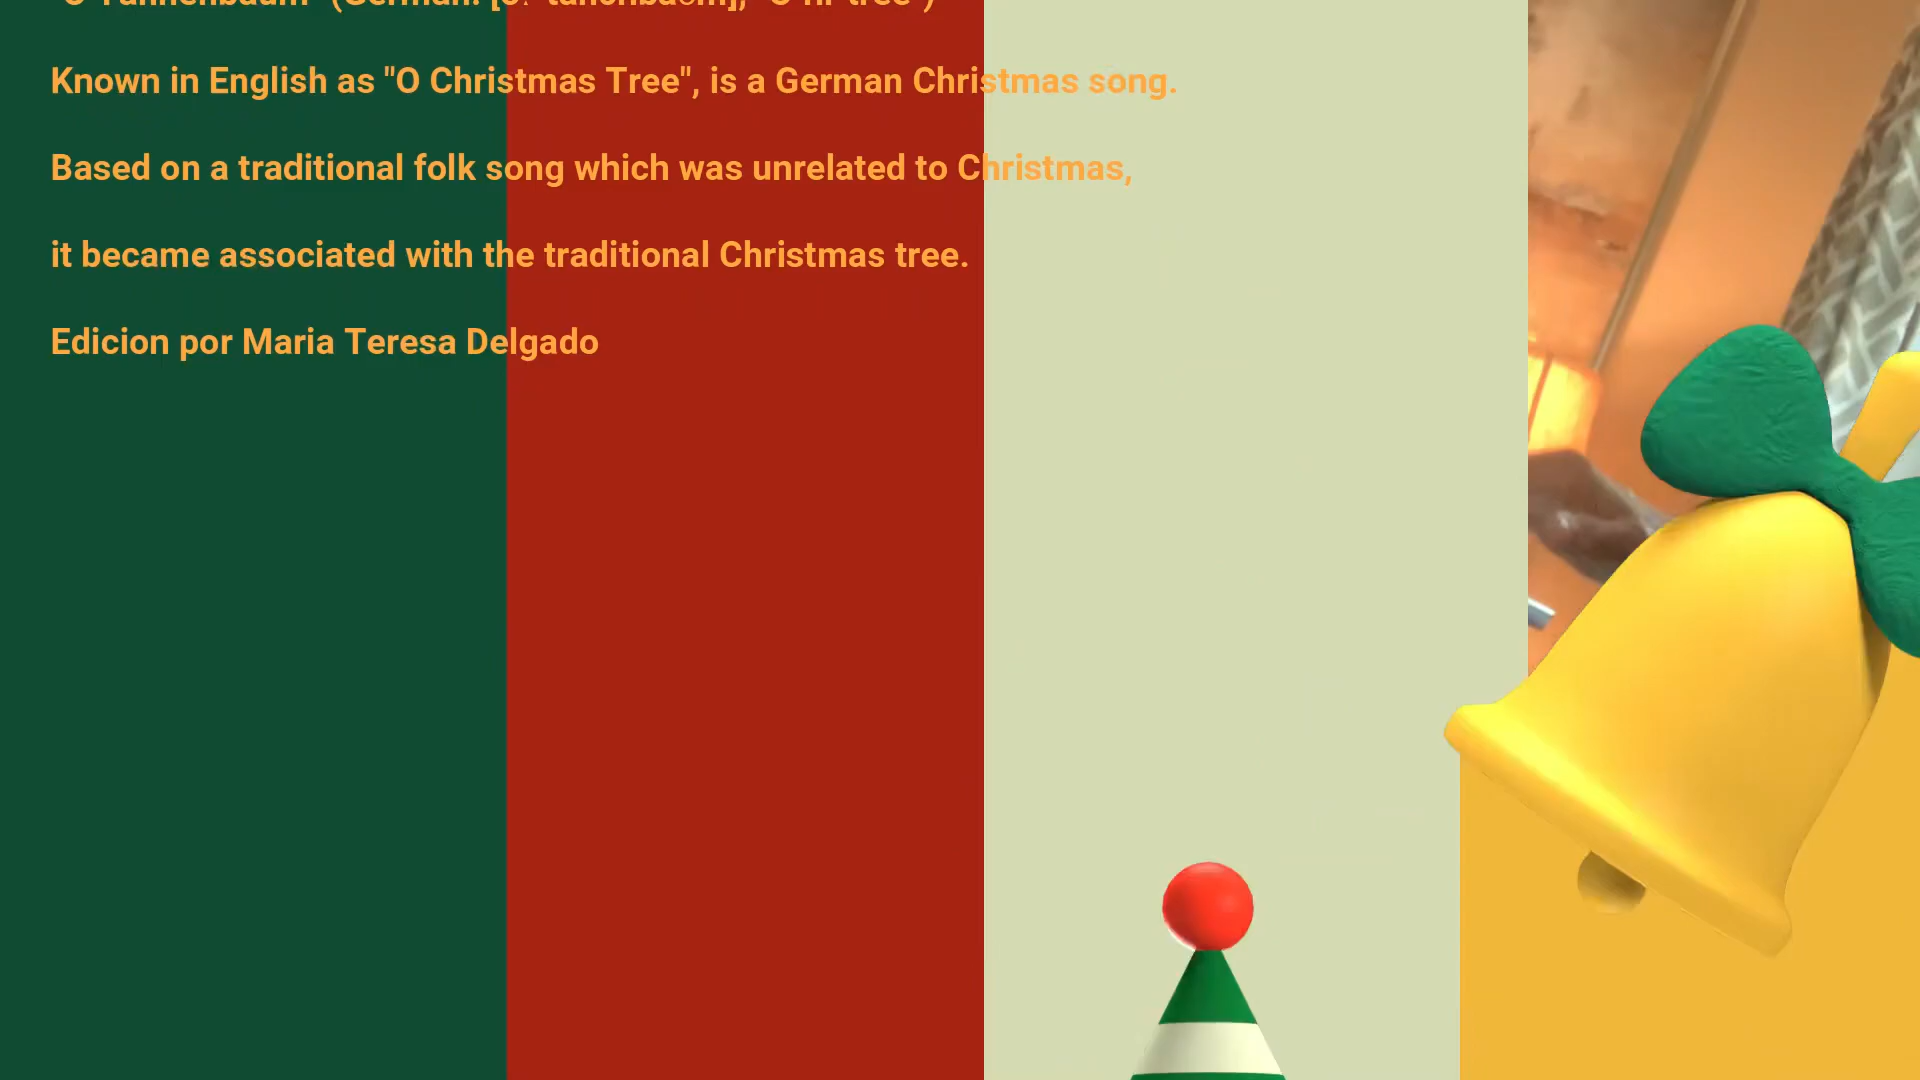 Known in English as "O Christmas Tree", is a German Christmas song.
Based on a traditional folk song which was unrelated to Christmas,
it became associated with the traditional Christmas tree.
Edicion por Maria Teresa Delgado